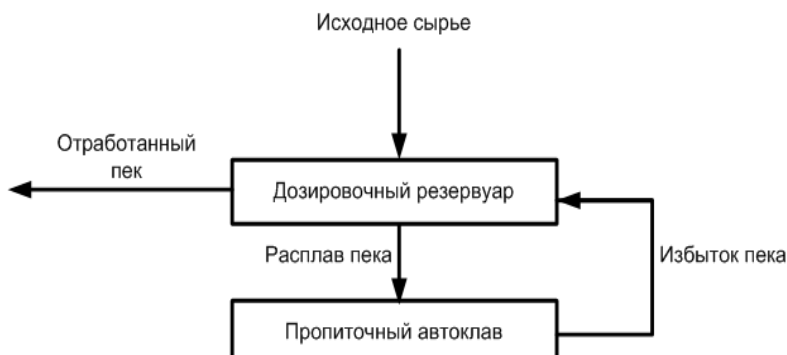 Исходное сырье
Отработанный
пек
Дозировочный резервуар
Расплав пека
Избыток пека
Пропиточный автоклав